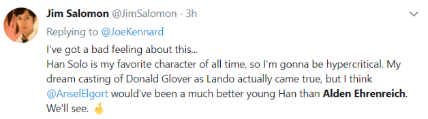 Jim Salomon @JimSalomon · 3h
Replying to @JoeKennard
I've got a bad feeling about this...
Han Solo is my favorite character of all time, so I'm gonna be hypercritical. My
dream casting of Donald Glover as Lando actually came true, but I think
@AnselElgort would've been a much better young Han than Alden Ehrenreich.
We'll see. 🤞